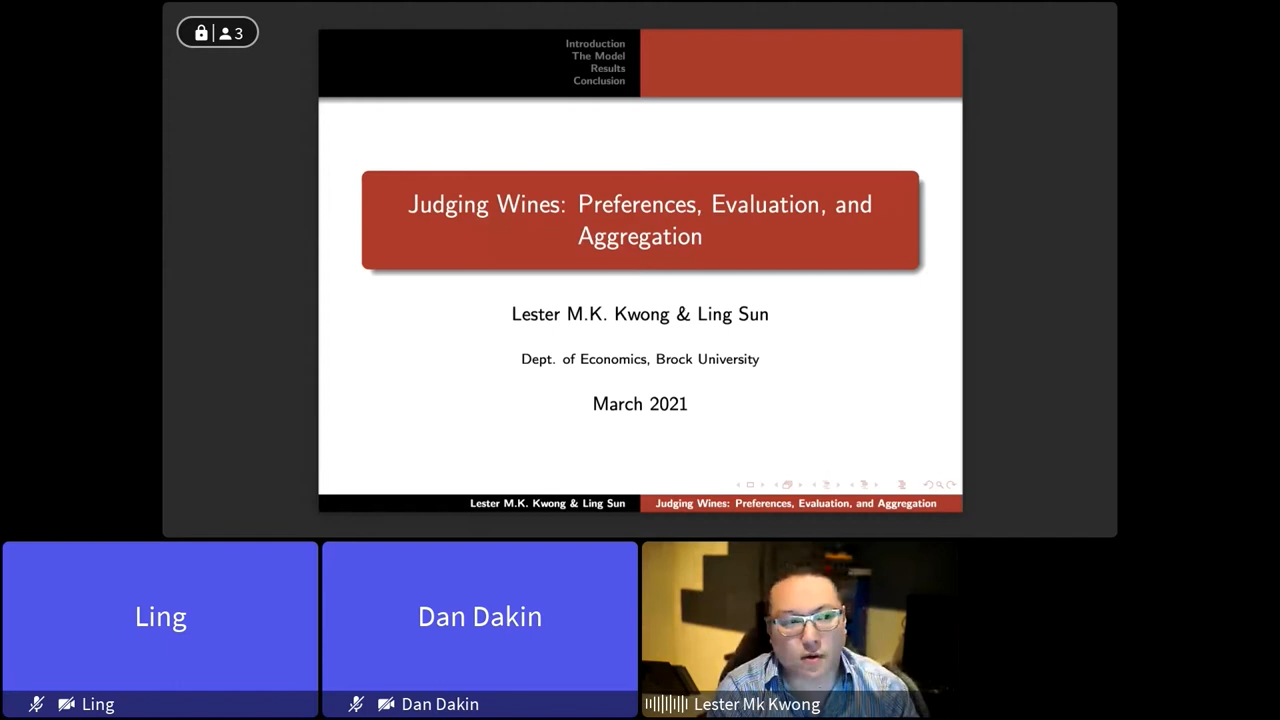 3
Introduction
The Model
Results
Conclusion
Judging Wines: Preferences, Evaluation, and
Aggregation
Lester M.K. Kwong & Ling Sun
Dept. of Economics, Brock University
March 2021
Lester M.K. Kwong & Ling Sun
Judging Wines: Preferences, Evaluation, and Aggregation
Ling
Dan Dakin
Ling
Dan Dakin
Lester Mk Kwong